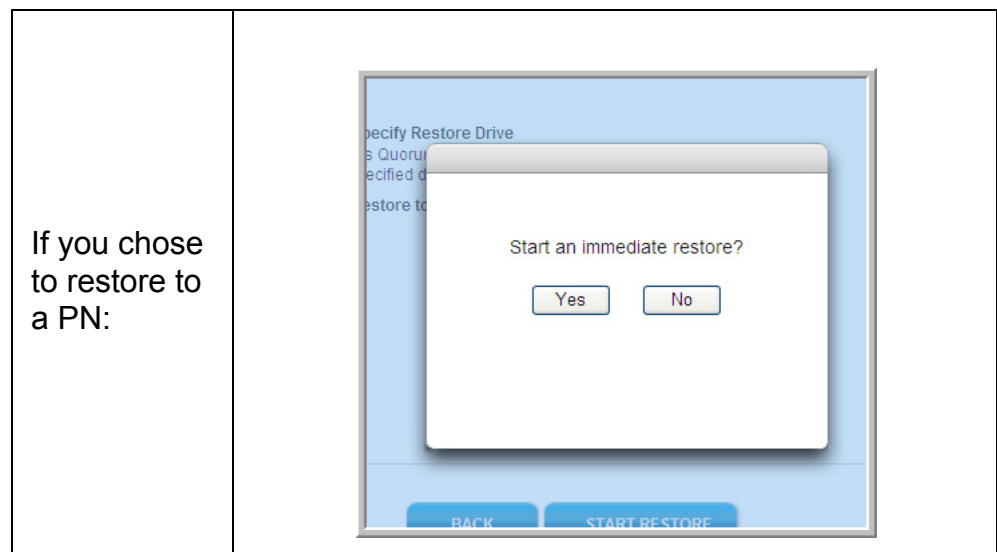 If you chose
to restore to
a PN:
pecify Restore Drive
s Quoru
ecified d
estore to
Start an immediate restore?
Yes No
BACK START RESTORE